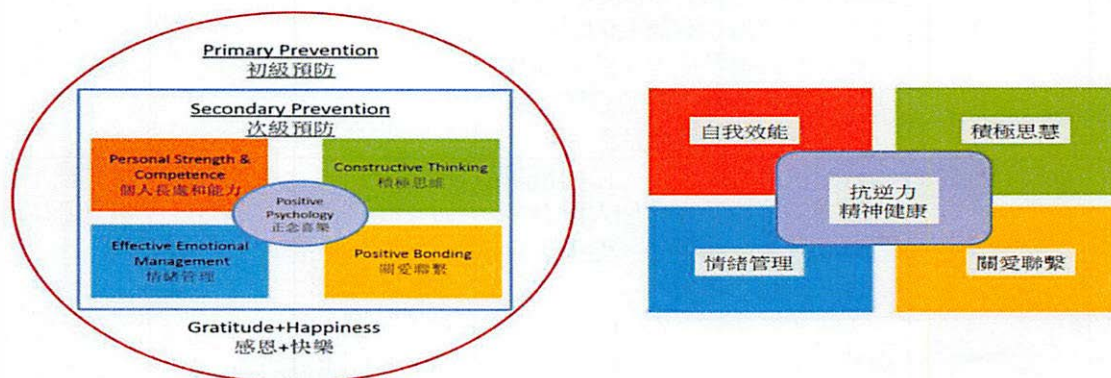 Primary Prevention
初級預防
Secondary Prevention
次級預防
Personal Strength &
Competence
個人長處和能力
Constructive Thinking
積極思維
Positive
Psychology
正念喜樂
Effective Emotional
Management
情緒管理
Positive Bonding
關愛聯繫
Gratitude+Happiness
感恩+快樂
自我效能
積極思慧
抗逆力
精神健康
情緒管理
關愛聯繫